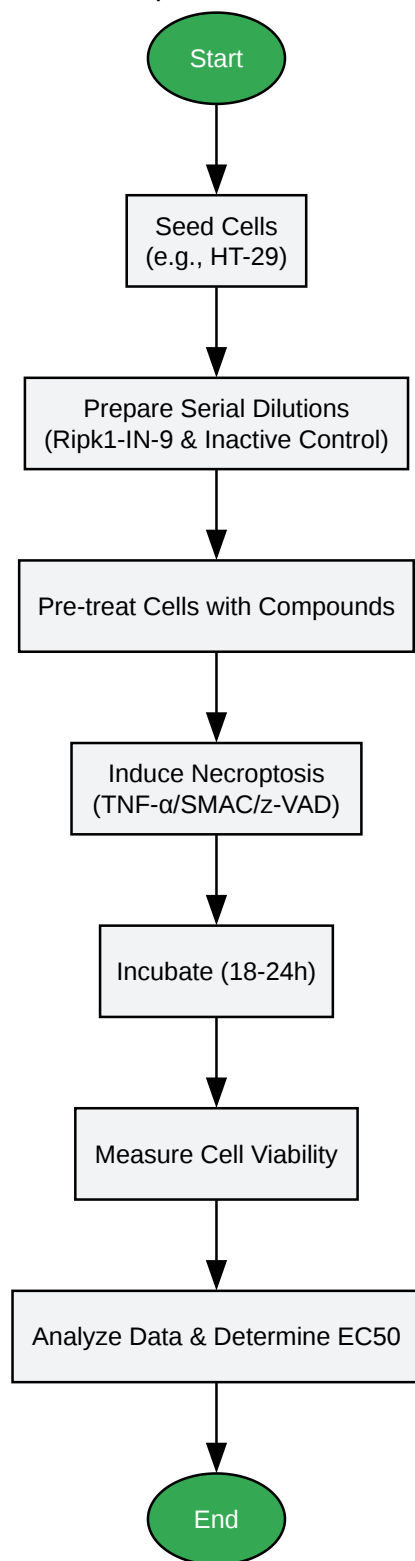 Start
Seed Cells
(e.g., HT-29)
Prepare Serial Dilutions
(Ripk1-IN-9 & Inactive Control)
Pre-treat Cells with Compounds
Induce Necroptosis
(TNF-α/SMAC/z-VAD)
Incubate (18-24h)
Measure Cell Viability
Analyze Data & Determine EC50
End